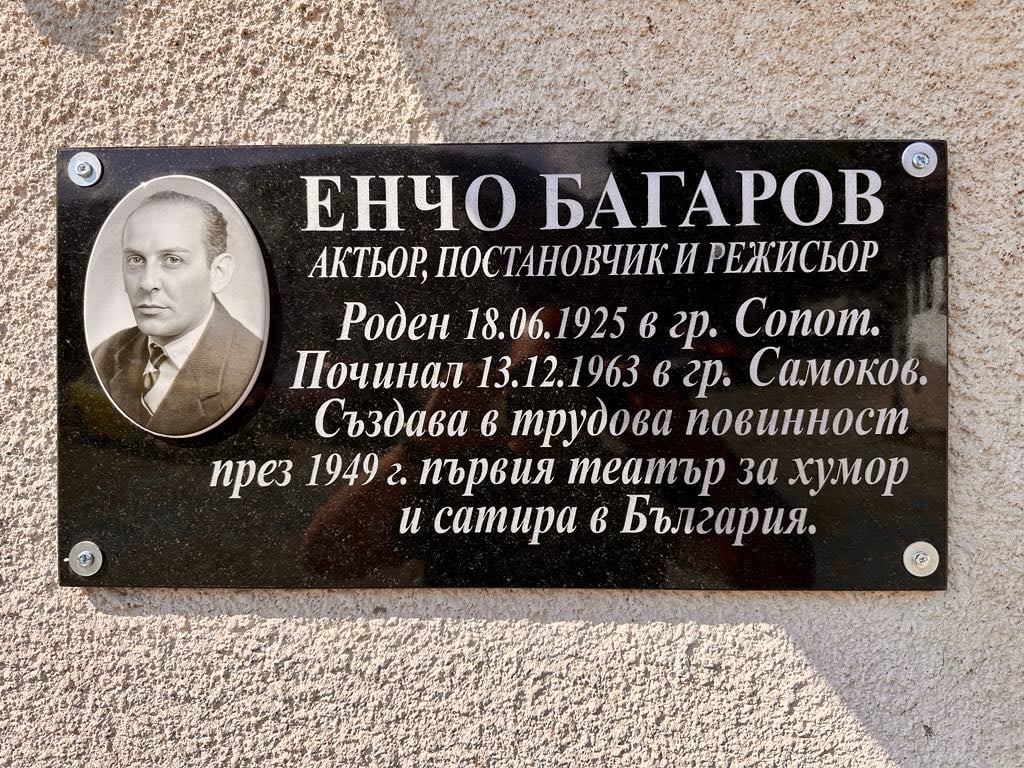 ЕНЧО БАГАРОВ
АКТЬОР, ПОСТАНОВЧИК И РЕЖИСЬОР
Роден 18.06.1925 в гр. Сопот.
Починал 13.12.1963 в гр. Самоков.
Създава в трудова повинност
през 1949 г. първия театър за хумор
и сатира в България.